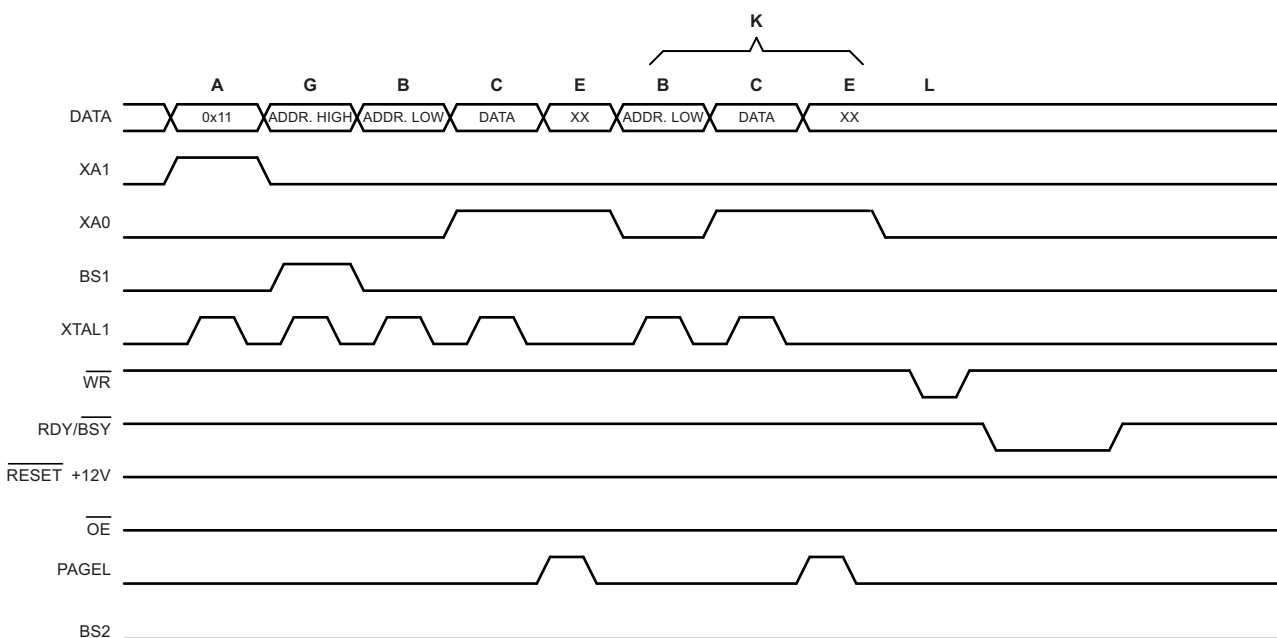 K
A G B C E B C E L
DATA 0x11 ADDR. HIGH ADDR. LOW DATA XX ADDR. LOW DATA XX
XA1
XA0
BS1
XTAL1
WR
RDY/BSY
RESET +12V
OE
PAGEL
BS2